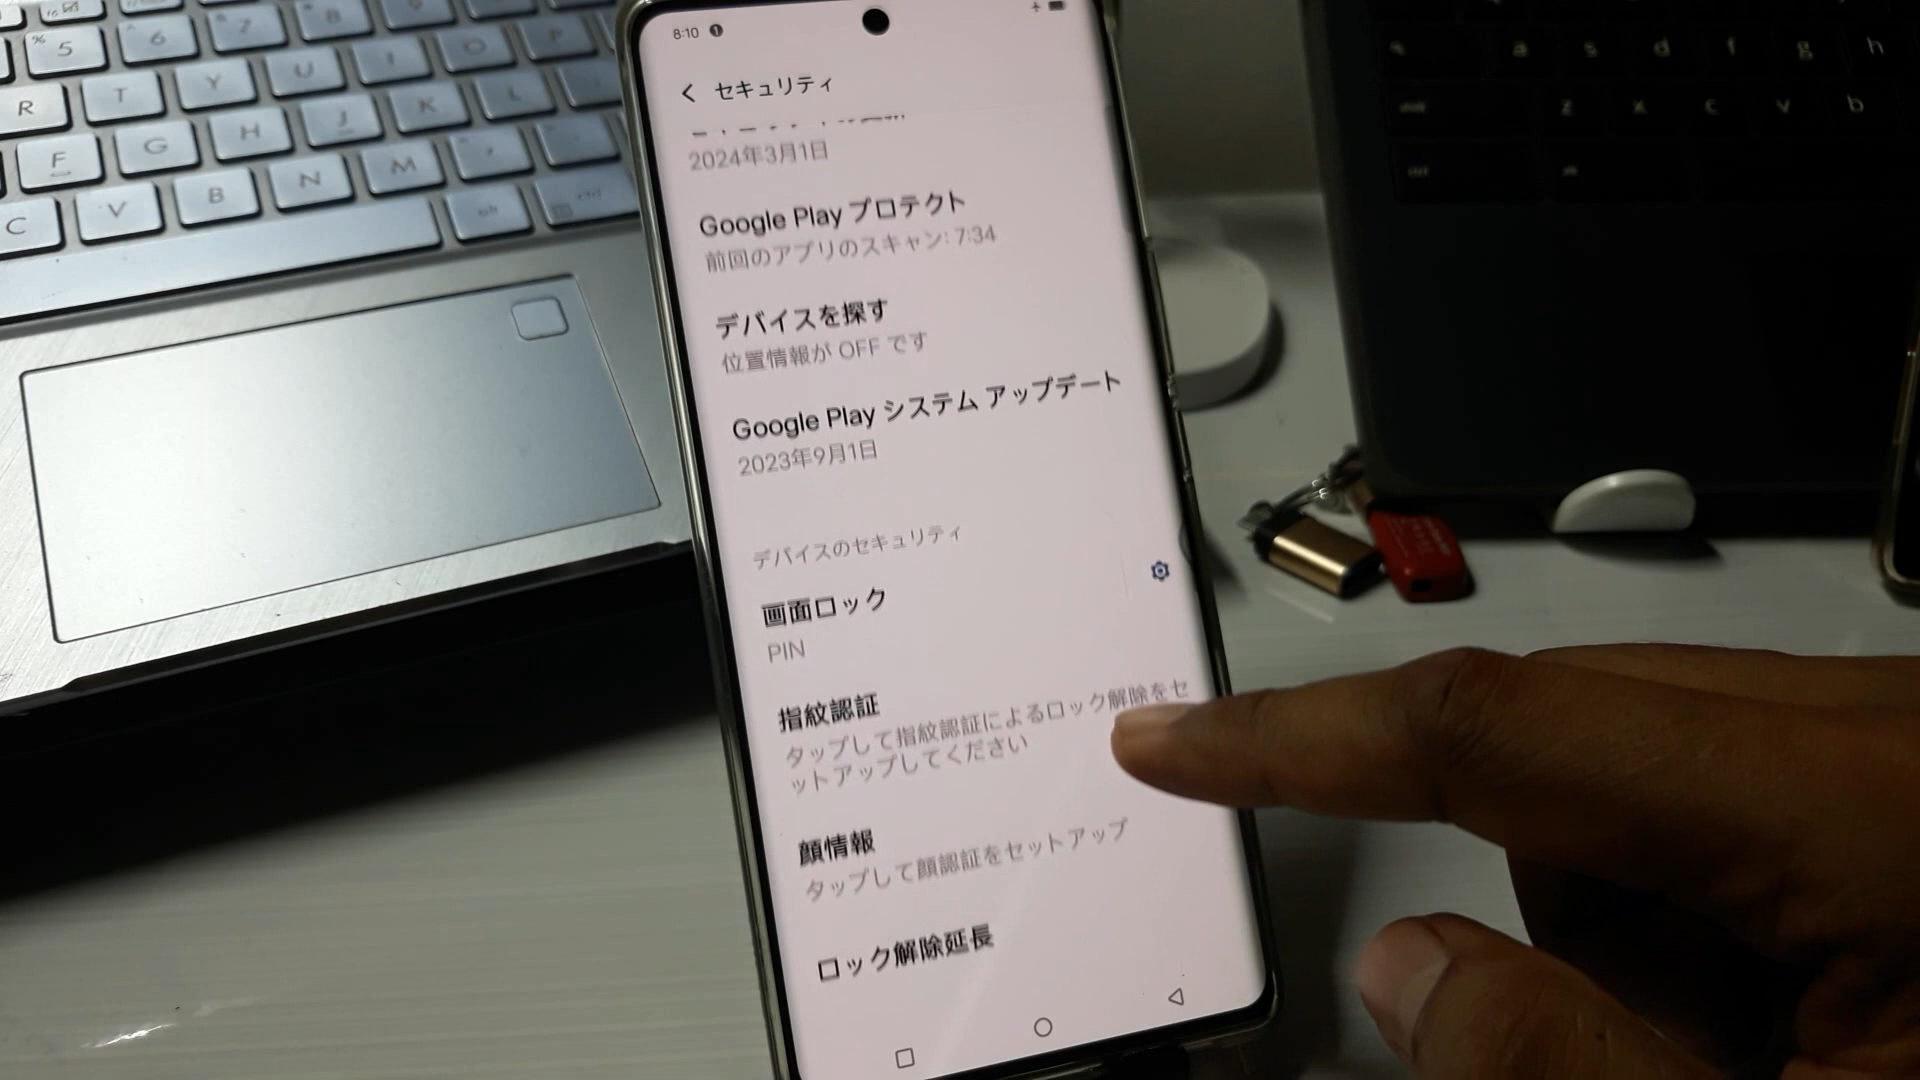 8:10
セキュリティ
2024年3月1日
Google Play プロテクト
前回のアプリのスキャン: 7:34
デバイスを探す
位置情報が OFF です
Google Play システム アップデート
2023年9月1日
デバイスのセキュリティ
画面ロック
PIN
指紋認証
タップして指紋認証によるロック解除をセ
ットアップしてください
顔情報
タップして顔認証をセットアップ
ロック解除延長
% 5 6 7 8 9
R T Y U I O P
F G H J K L
C V B N M
alt ctrl
a s d f g h
z x c v b